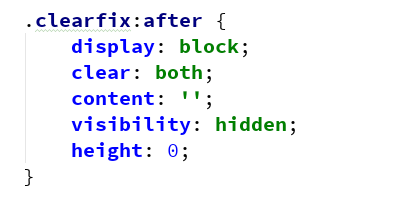 .clearfix:after {
    display: block;
    clear: both;
    content: '';
    visibility: hidden;
    height: 0;
}